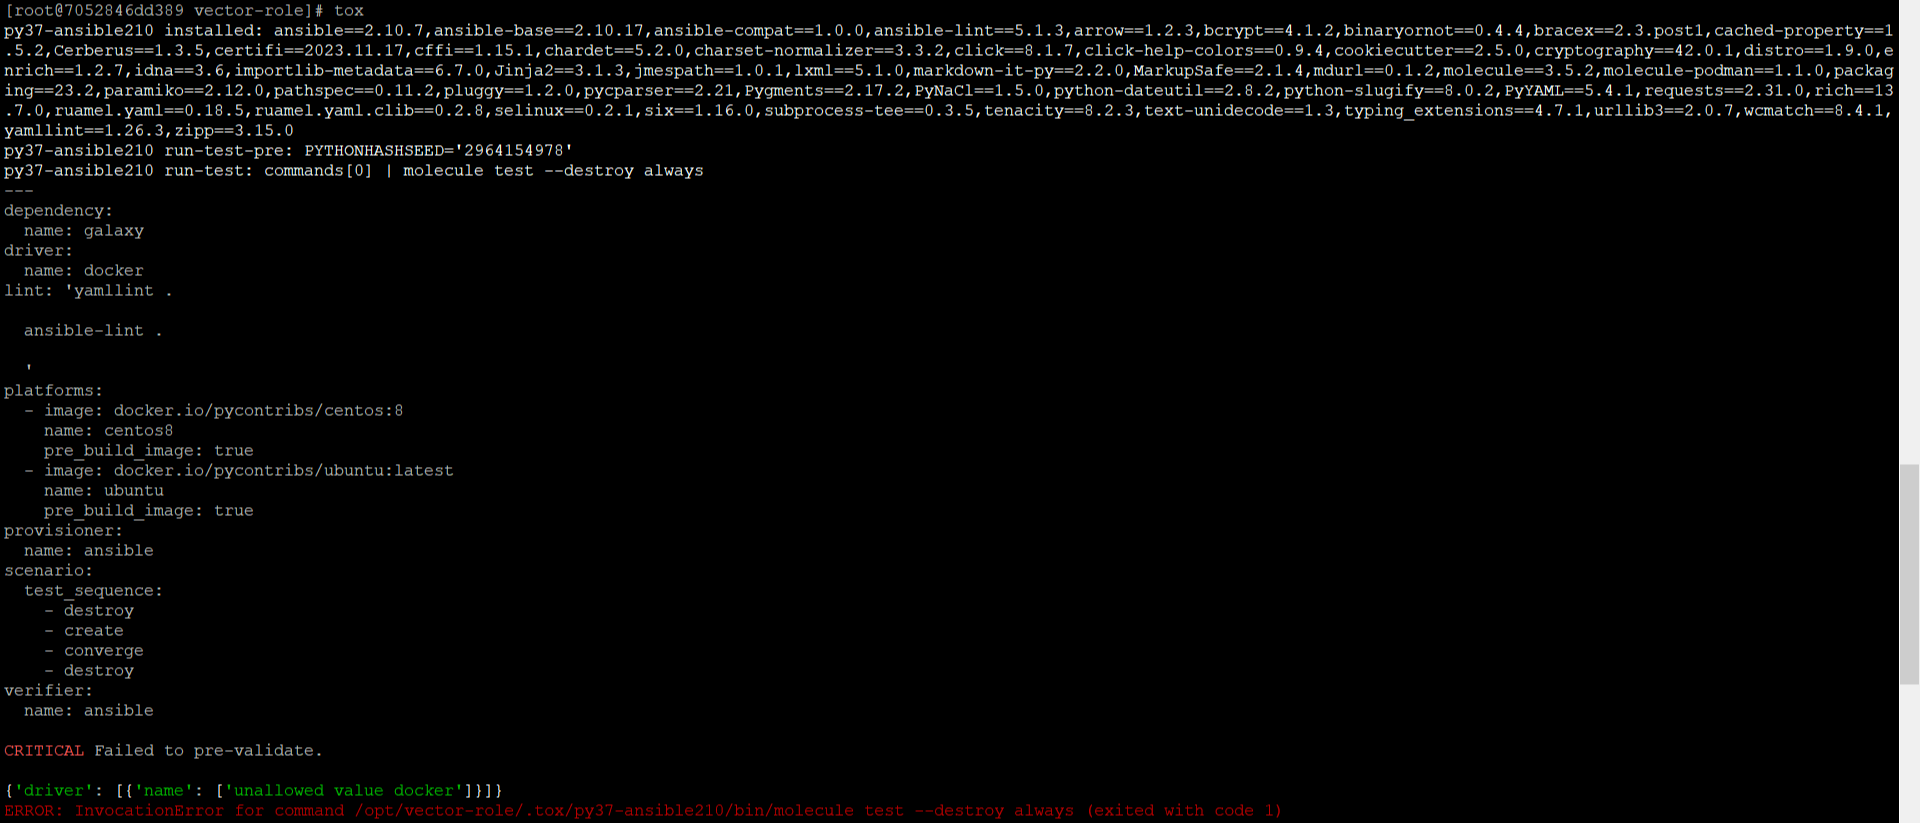 [root@7052846dd389 vector-role]# tox
py37-ansible210 installed: ansible==2.10.7,ansible-base==2.10.17,ansible-compat==1.0.0,ansible-lint==5.1.3,arrow==1.2.3,bcrypt==4.1.2,binaryornot==0.4.4,bracex==2.3.post1,cached-property==1
.5.2,Cerberus==1.3.5,certifi==2023.11.17,cffi==1.15.1,chardet==5.2.0,charset-normalizer==3.3.2,click==8.1.7,click-help-colors==0.9.4,cookiecutter==2.5.0,cryptography==42.0.1,distro==1.9.0,e
nrich==1.2.7,idna==3.6,importlib-metadata==6.7.0,Jinja2==3.1.3,jmespath==1.0.1,lxml==5.1.0,markdown-it-py==2.2.0,MarkupSafe==2.1.4,mdurl==0.1.2,molecule==3.5.2,molecule-podman==1.1.0,packag
ing==23.2,paramiko==2.12.0,pathspec==0.11.2,pluggy==1.2.0,pycparser==2.21,Pygments==2.17.2,PyNaCl==1.5.0,python-dateutil==2.8.2,python-slugify==8.0.2,PyYAML==5.4.1,requests==2.31.0,rich==13
.7.0,ruamel.yaml==0.18.5,ruamel.yaml.clib==0.2.8,selinux==0.2.1,six==1.16.0,subprocess-tee==0.3.5,tenacity==8.2.3,text-unidecode==1.3,typing_extensions==4.7.1,urllib3==2.0.7,wcmatch==8.4.1,
yamllint==1.26.3,zipp==3.15.0
py37-ansible210 run-test-pre: PYTHONHASHSEED='2964154978'
py37-ansible210 run-test: commands[0] | molecule test --destroy always
---
dependency:
  name: galaxy
driver:
  name: docker
lint: 'yamllint .
  ansible-lint .
  '
platforms:
  - image: docker.io/pycontribs/centos:8
    name: centos8
    pre_build_image: true
  - image: docker.io/pycontribs/ubuntu:latest
    name: ubuntu
    pre_build_image: true
provisioner:
  name: ansible
scenario:
  test_sequence:
    - destroy
    - create
    - converge
    - destroy
verifier:
  name: ansible
CRITICAL Failed to pre-validate.
{'driver': [{'name': ['unallowed value docker']}]}
ERROR: InvocationError for command /opt/vector-role/.tox/py37-ansible210/bin/molecule test --destroy always (exited with code 1)